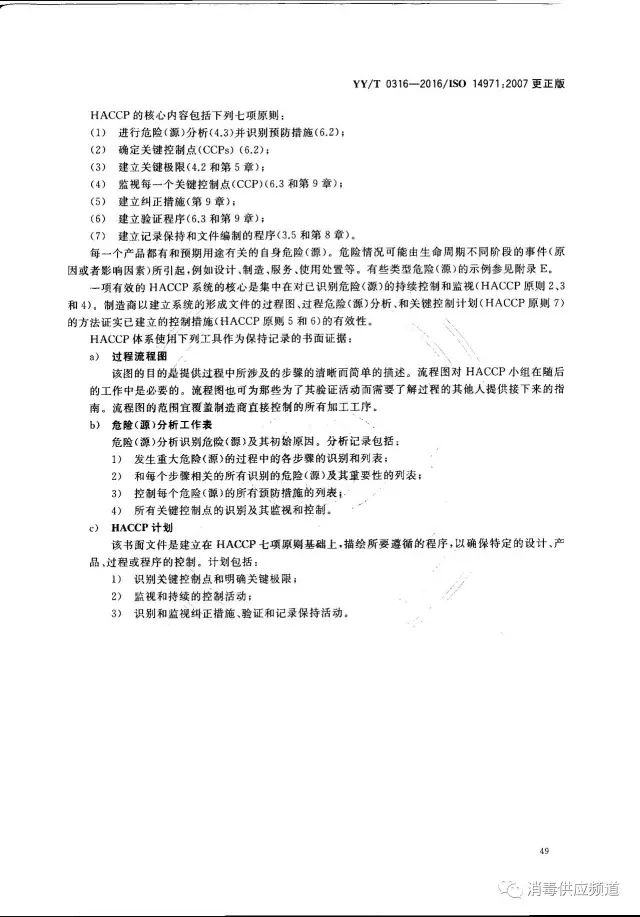 YY/T 0316—2016/ISO 14971:2007 更正版
HACCP 的核心内容包括下列七项原则:
(1) 进行危险(源)分析(4.3)并识别预防措施(6.2);
(2) 确定关键控制点(CCPs) (6.2);
(3) 建立关键极限(4.2 和第 5 章);
(4) 监视每一个关键控制点(CCP)(6.3 和第 9 章);
(5) 建立纠正措施(第 9 章);
(6) 建立验证程序(6.3 和第 9 章);
(7) 建立记录保持和文件编制的程序(3.5 和第 8 章)。
每一个产品都有和预期用途有关的自身危险(源)。危险情况可能由生命周期不同阶段的事件(原
因或者影响因素)所引起,例如设计、制造、服务、使用处置等。有些类型危险(源)的示例参见附录 E。
一项有效的 HACCP 系统的核心是集中在对已识别危险(源)的持续控制和监视(HACCP 原则 2、3
和 4)。制造商以建立系统的形成文件的过程图、过程危险(源)分析、和关键控制计划(HACCP 原则 7)
的方法证实已建立的控制措施(HACCP 原则 5 和 6)的有效性。
HACCP 体系使用下列工具作为保持记录的书面证据:
a) 过程流程图
该图的目的是提供过程中所涉及的步骤的清晰而简单的描述。流程图对 HACCP 小组在随后
的工作中是必要的。流程图也可为那些为了其验证活动而需要了解过程的其他人提供接下来的指
南。流程图的范围宜覆盖制造商直接控制的所有加工工序。
b) 危险(源)分析工作表
危险(源)分析识别危险(源)及其初始原因。分析记录包括:
1) 发生重大危险(源)的过程中的各步骤的识别和列表;
2) 和每个步骤相关的所有识别的危险(源)及其重要性的列表;
3) 控制每个危险(源)的所有预防措施的列表;
4) 所有关键控制点的识别及其监视和控制。
c) HACCP 计划
该书面文件是建立在 HACCP 七项原则基础上,描绘所要遵循的程序,以确保特定的设计、产
品、过程或程序的控制。计划包括:
1) 识别关键控制点和明确关键极限;
2) 监视和持续的控制活动;
3) 识别和监视纠正措施、验证和记录保持活动。
49
消毒供应频道